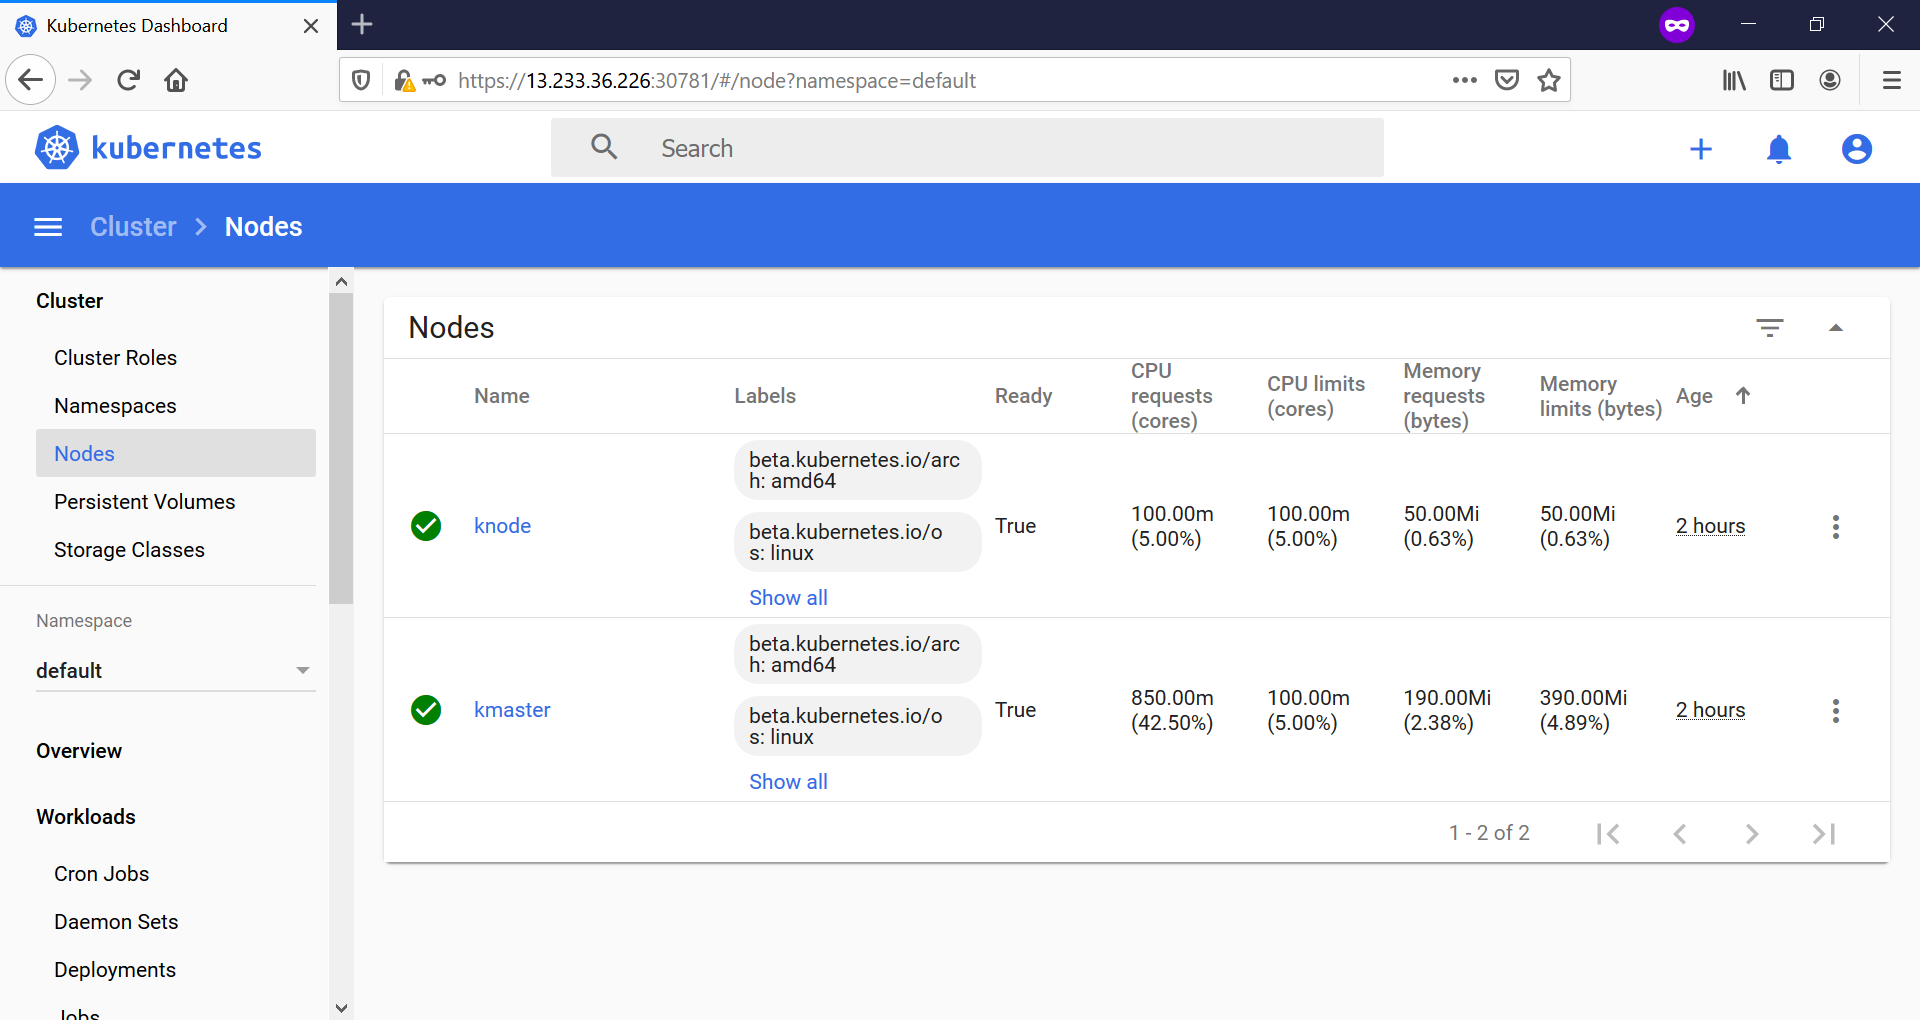 Kubernetes Dashboard
https://13.233.36.226:30781/#/node?namespace=default
kubernetes
Search
Cluster
Nodes
Cluster
Cluster Roles
Namespaces
Nodes
Persistent Volumes
Storage Classes
Namespace
default
Overview
Workloads
Cron Jobs
Daemon Sets
Deployments
Jobs
Nodes
Name
Labels
Ready
CPU
requests
(cores)
CPU limits
(cores)
Memory
requests
(bytes)
Memory
limits (bytes)
Age
beta.kubernetes.io/arc
h: amd64
beta.kubernetes.io/o
s: linux
Show all
knode
True
100.00m
(5.00%)
100.00m
(5.00%)
50.00Mi
(0.63%)
50.00Mi
(0.63%)
2 hours
beta.kubernetes.io/arc
h: amd64
beta.kubernetes.io/o
s: linux
Show all
kmaster
True
850.00m
(42.50%)
100.00m
(5.00%)
190.00Mi
(2.38%)
390.00Mi
(4.89%)
2 hours
1 - 2 of 2